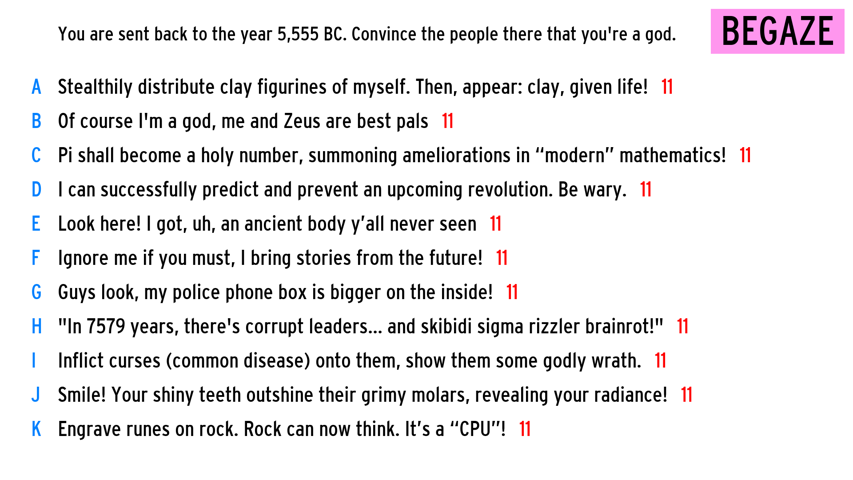 You are sent back to the year 5,555 BC. Convince the people there that you're a god.
BEGAZE
A Stealthily distribute clay figurines of myself. Then, appear: clay, given life! 11
B Of course I'm a god, me and Zeus are best pals 11
C Pi shall become a holy number, summoning ameliorations in “modern” mathematics! 11
D I can successfully predict and prevent an upcoming revolution. Be wary. 11
E Look here! I got, uh, an ancient body y’all never seen 11
F Ignore me if you must, I bring stories from the future! 11
G Guys look, my police phone box is bigger on the inside! 11
H "In 7579 years, there's corrupt leaders... and skibidi sigma rizzler brainrot!" 11
I Inflict curses (common disease) onto them, show them some godly wrath. 11
J Smile! Your shiny teeth outshine their grimy molars, revealing your radiance! 11
K Engrave runes on rock. Rock can now think. It’s a “CPU”! 11